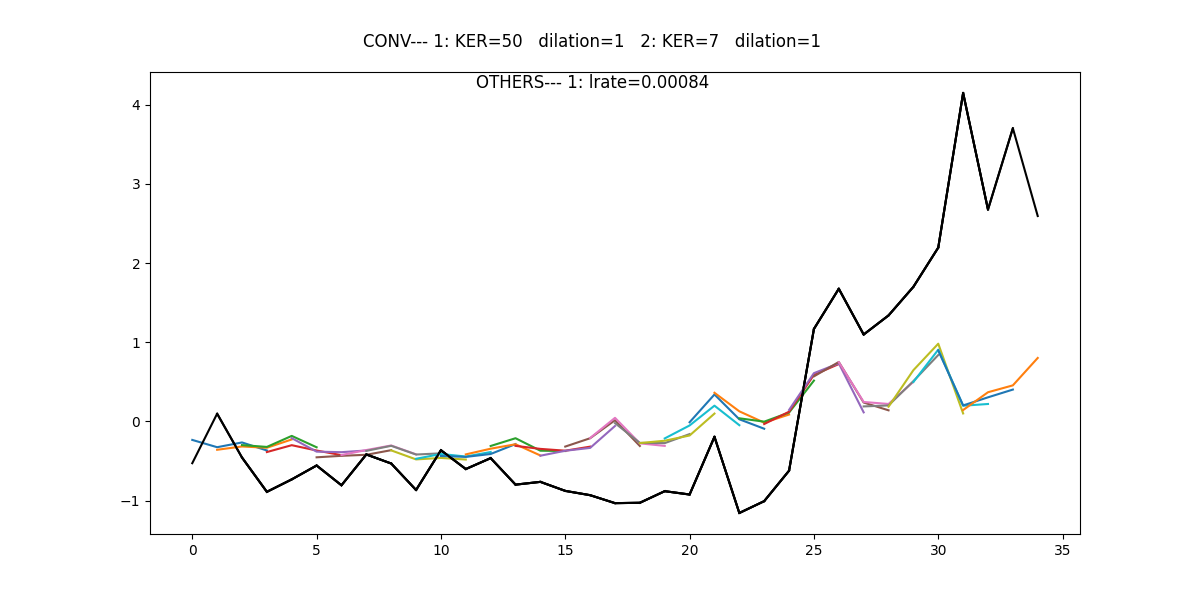 CONV--- 1: KER=50   dilation=1   2: KER=7   dilation=1
OTHERS--- 1: lrate=0.00084
4
3
2
1
0
−1
0 5 10 15 20 25 30 35